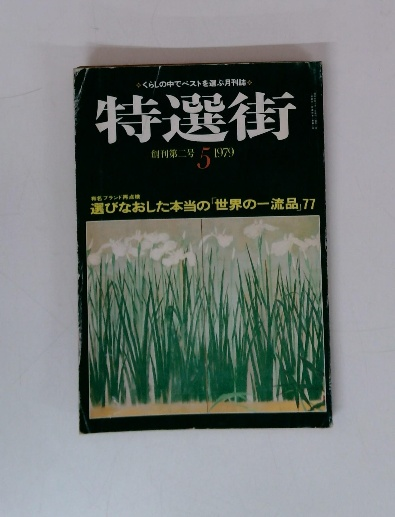 くらしの中でベストを選ぶ月刊誌
特選街
創刊第二号 5 1979
有名ブランド再点検
選びなおした本当の「世界の一流品」77